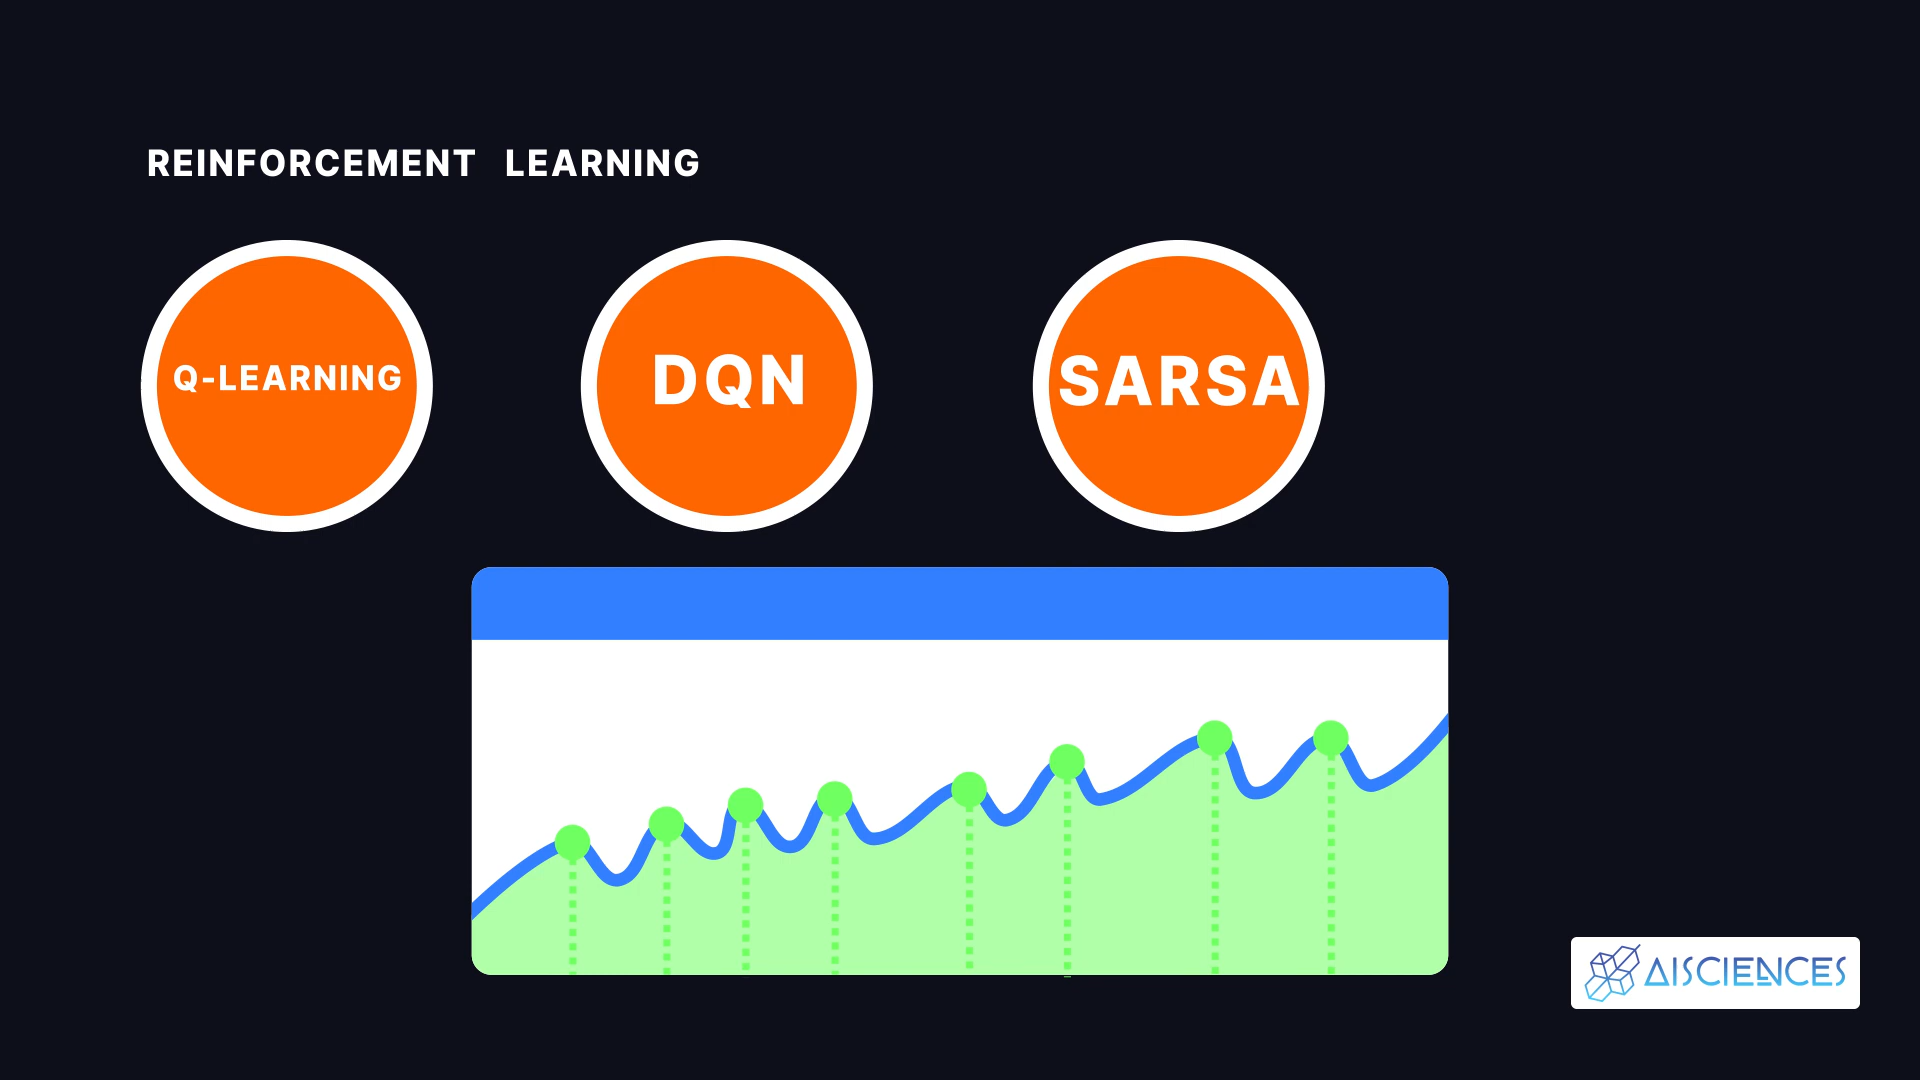 REINFORCEMENT LEARNING
Q-LEARNING
DQN
SARSA
AISCIENCES